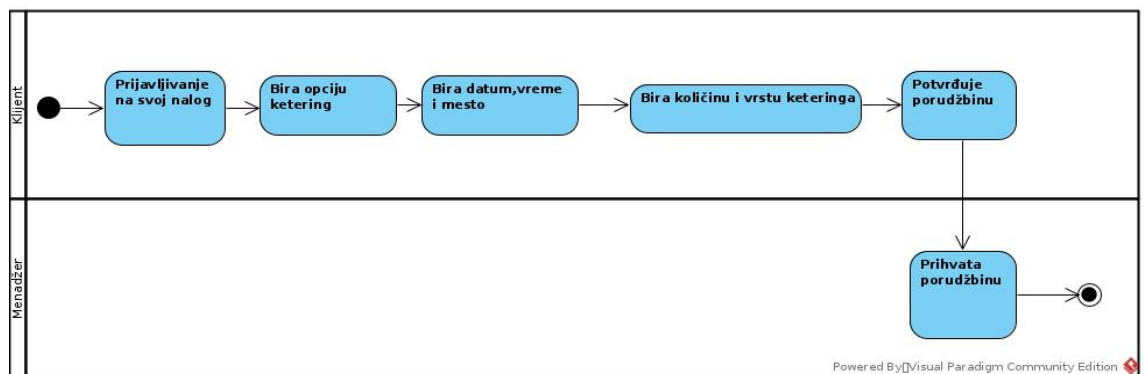 Klijent
Prijavljivanje
na svoj nalog
Bira opciju
ketering
Bira datum,vreme
i mesto
Bira količinu i vrstu keteringa
Potvrđuje
porudžbinu
Menadžer
Prihvata
porudžbinu
Powered By Visual Paradigm Community Edition